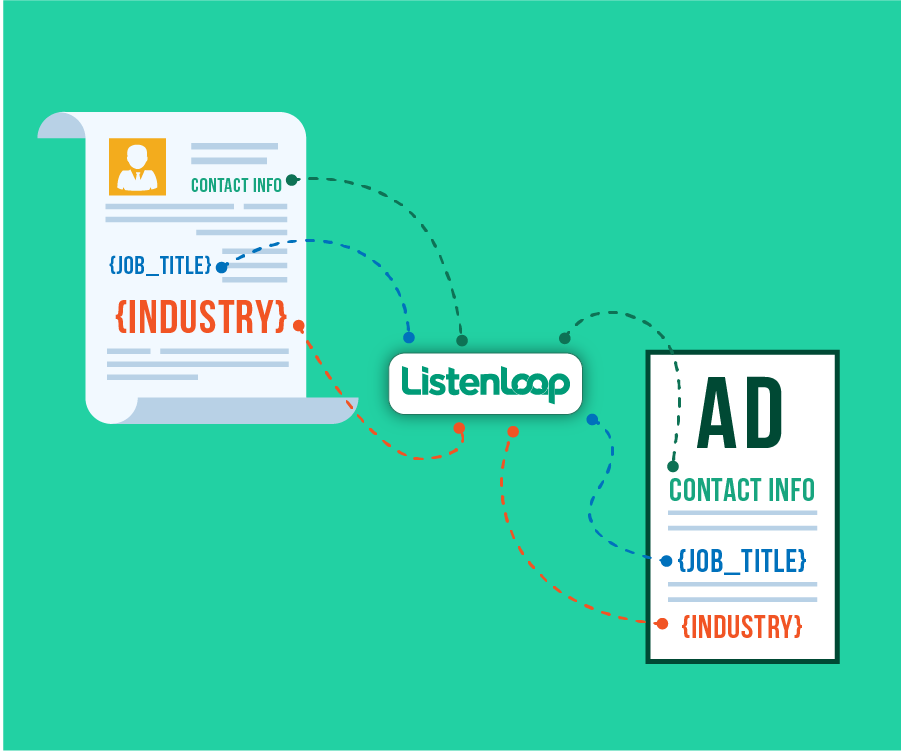 CONTACT INFO
{JOB_TITLE}
{INDUSTRY}
Listenloop
AD
CONTACT INFO
{JOB_TITLE}
{INDUSTRY}